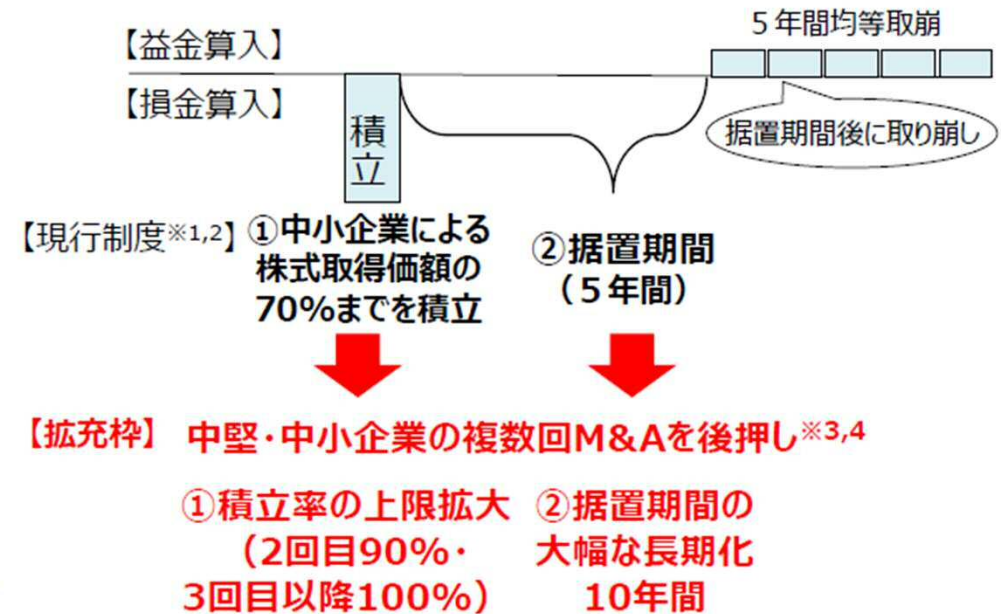 5年間均等取崩
【益金算入】
【損金算入】
積立
据置期間後に取り崩し
【現行制度※1,2】
①中小企業による
株式取得価額の
70%までを積立
②据置期間
（5年間）
【拡充枠】 中堅・中小企業の複数回M&Aを後押し※3,4
①積立率の上限拡大
（2回目90%・
3回目以降100%）
②据置期間の
大幅な長期化
10年間